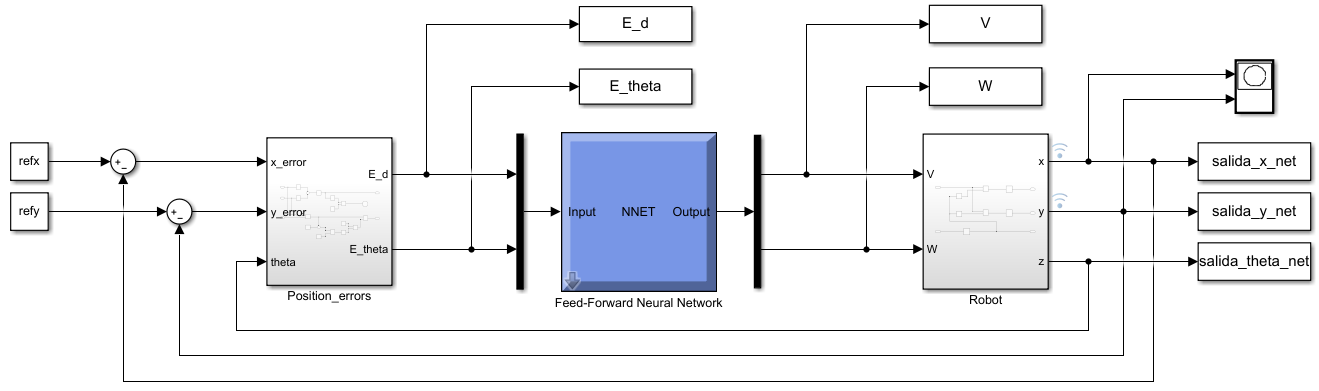 E_d
V
E_theta
W
refx
+
-
x_error
E_d
V
x
salida_x_net
refy
+
-
y_error
Input
NNET
Output
y
salida_y_net
E_theta
W
theta
z
salida_theta_net
Position_errors
Feed-Forward Neural Network
Robot